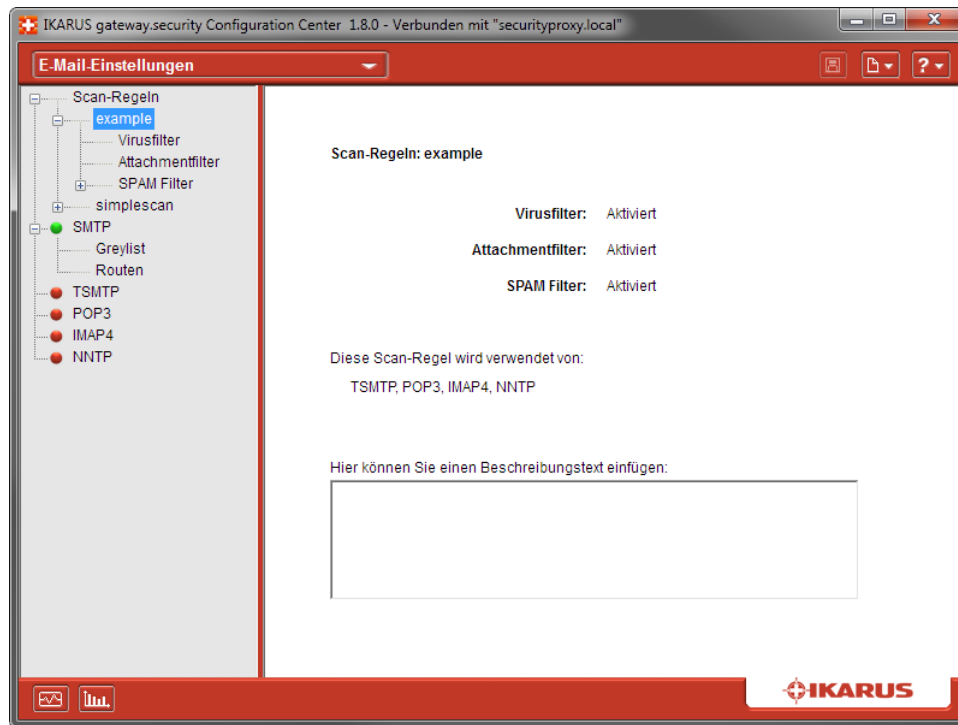 IKARUS gateway.security Configuration Center 1.8.0 - Verbunden mit "securityproxy.local"
E-Mail-Einstellungen
?
Scan-Regeln
example
Virusfilter
Attachmentfilter
SPAM Filter
simplescan
SMTP
Greylist
Routen
TSMTP
POP3
IMAP4
NNTP
Scan-Regeln: example
Virusfilter: Aktiviert
Attachmentfilter: Aktiviert
SPAM Filter: Aktiviert
Diese Scan-Regel wird verwendet von:
TSMTP, POP3, IMAP4, NNTP
Hier können Sie einen Beschreibungstext einfügen:
IKARUS